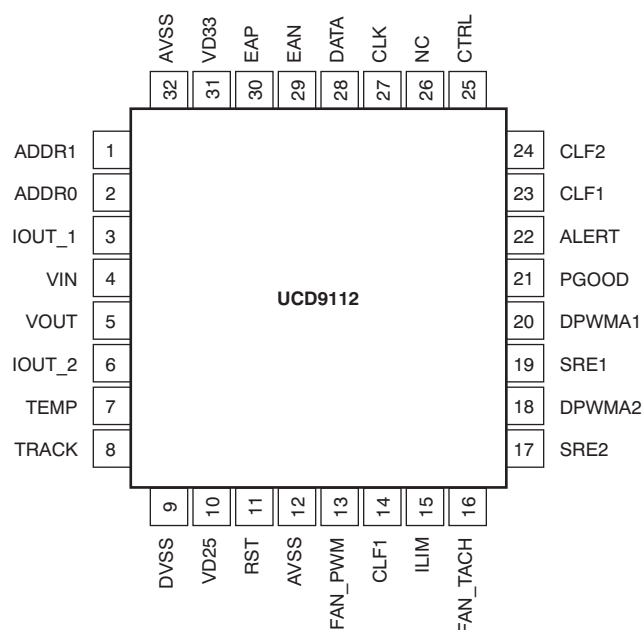 AVSS
VD33
EAP
EAN
DATA
CLK
NC
CTRL
32
31
30
29
28
27
26
25
ADDR1 1
ADDR0 2
IOUT_1 3
VIN 4
VOUT 5
IOUT_2 6
TEMP 7
TRACK 8
UCD9112
24 CLF2
23 CLF1
22 ALERT
21 PGOOD
20 DPWMA1
19 SRE1
18 DPWMA2
17 SRE2
9
10
11
12
13
14
15
16
DVSS
VD25
RST
AVSS
FAN_PWM
CLF1
ILIM
FAN_TACH